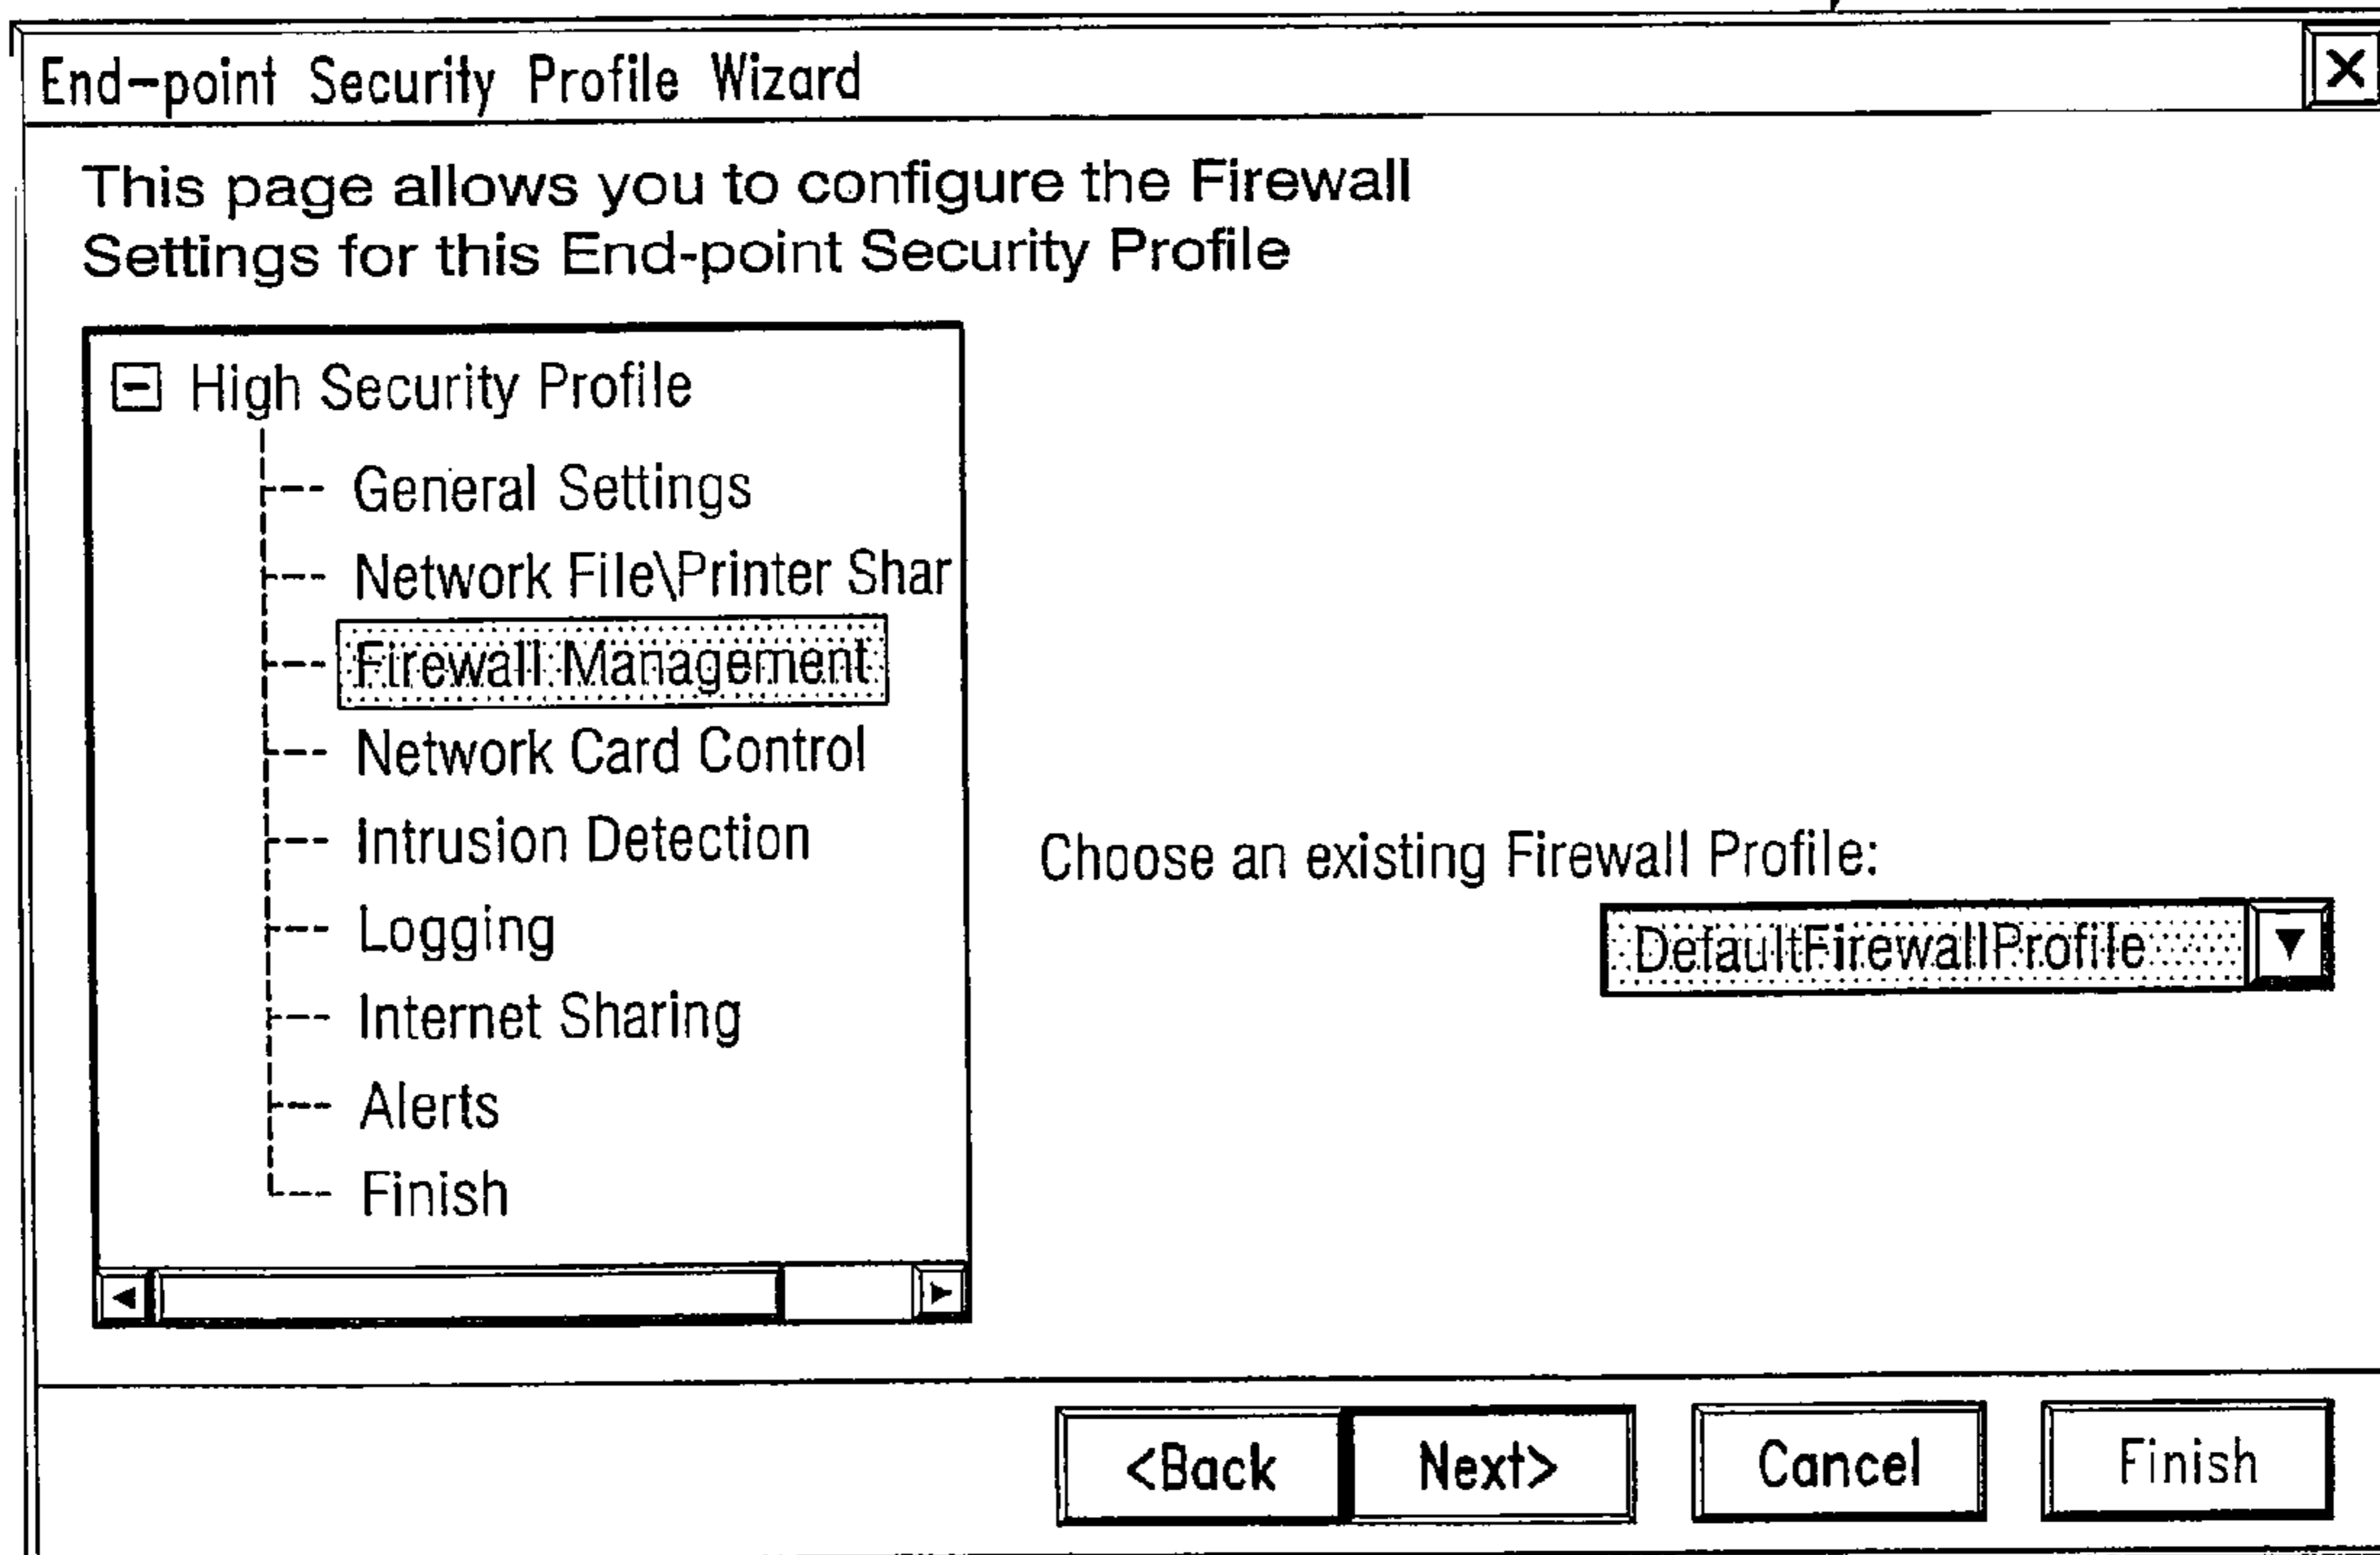 End-point Security Profile Wizard
This page allows you to configure the Firewall
Settings for this End-point Security Profile
High Security Profile
General Settings
Network File\Printer Shar
Firewall Management
Network Card Control
Intrusion Detection
Logging
Internet Sharing
Alerts
Finish
Choose an existing Firewall Profile:
DefaultFirewallProfile
<Back Next> Cancel Finish